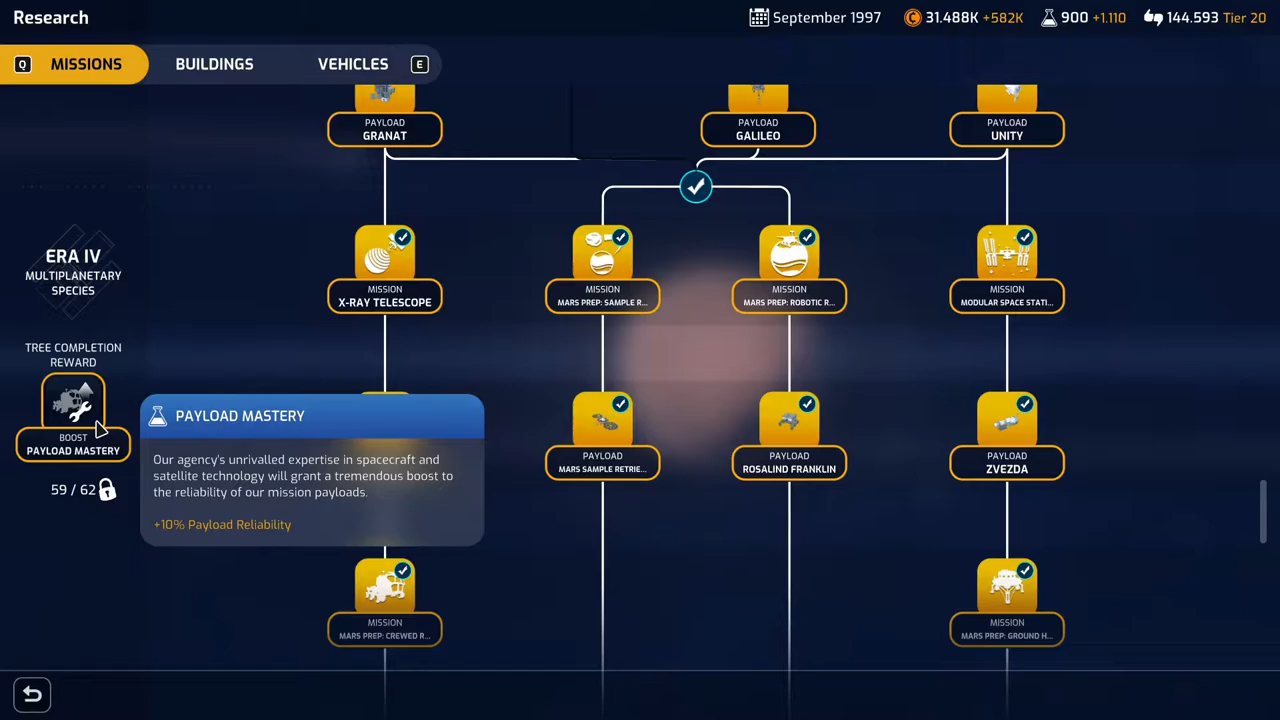 Research
September 1997
31.488K +582K
900 +1.110
144.593 Tier 20
Q
MISSIONS
BUILDINGS
VEHICLES
E
PAYLOAD
GRANAT
PAYLOAD
GALILEO
PAYLOAD
UNITY
ERA IV
MULTIPLANETARY
SPECIES
MISSION
X-RAY TELESCOPE
MISSION
MARS PREP: SAMPLE R...
MISSION
MARS PREP: ROBOTIC R...
MISSION
MODULAR SPACE STATI...
TREE COMPLETION
REWARD
BOOST
PAYLOAD MASTERY
59 / 62
PAYLOAD MASTERY
Our agency's unrivalled expertise in spacecraft and
satellite technology will grant a tremendous boost to
the reliability of our mission payloads.
+10% Payload Reliability
PAYLOAD
MARS SAMPLE RETRIE...
PAYLOAD
ROSALIND FRANKLIN
PAYLOAD
ZVEZDA
MISSION
MARS PREP: CREWED R...
MISSION
MARS PREP: GROUND H...